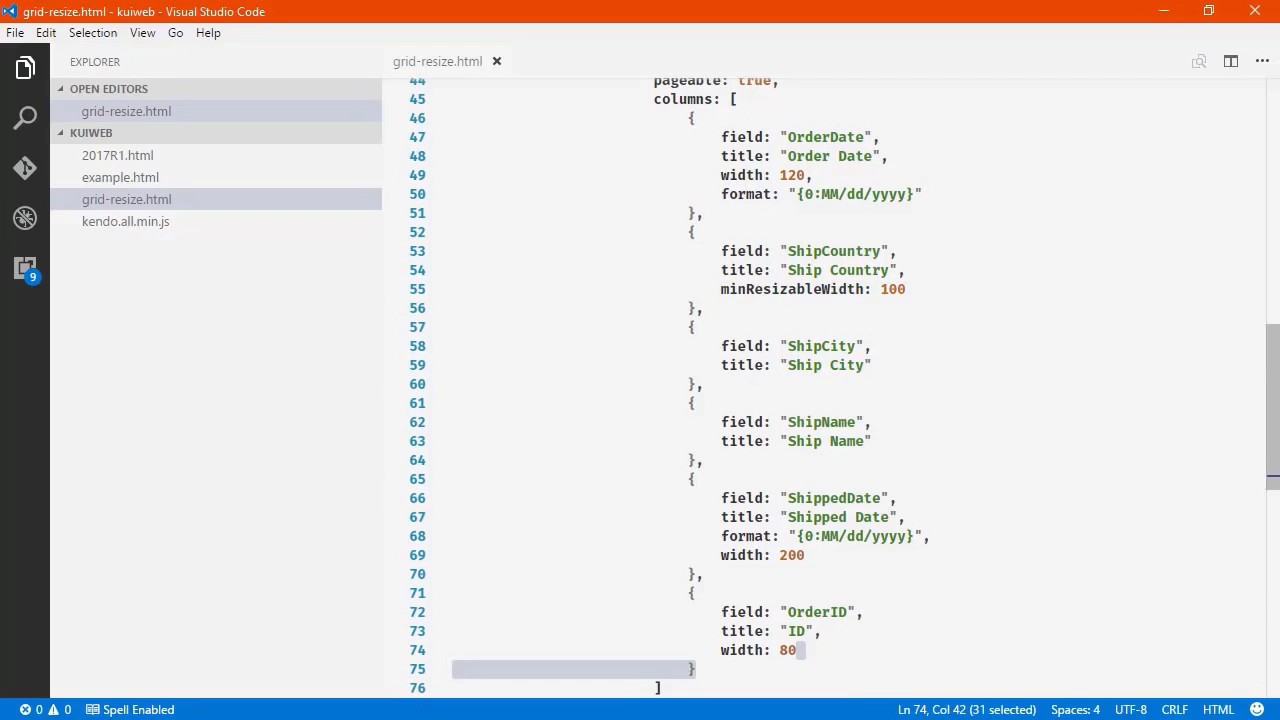 grid-resize.html - kuiweb - Visual Studio Code
File Edit Selection View Go Help
EXPLORER
OPEN EDITORS
grid-resize.html
KUIWEB
2017R1.html
example.html
grid-resize.html
kendo.all.min.js
9
grid-resize.html
44 pageable: true,
45 columns: [
46 {
47 field: "OrderDate",
48 title: "Order Date",
49 width: 120,
50 format: "{0:MM/dd/yyyy}"
51 },
52 {
53 field: "ShipCountry",
54 title: "Ship Country",
55 minResizableWidth: 100
56 },
57 {
58 field: "ShipCity",
59 title: "Ship City"
60 },
61 {
62 field: "ShipName",
63 title: "Ship Name"
64 },
65 {
66 field: "ShippedDate",
67 title: "Shipped Date",
68 format: "{0:MM/dd/yyyy}",
69 width: 200
70 },
71 {
72 field: "OrderID",
73 title: "ID",
74 width: 80
75 }
76 ]
0 0 Spell Enabled Ln 74, Col 42 (31 selected) Spaces: 4 UTF-8 CRLF HTML